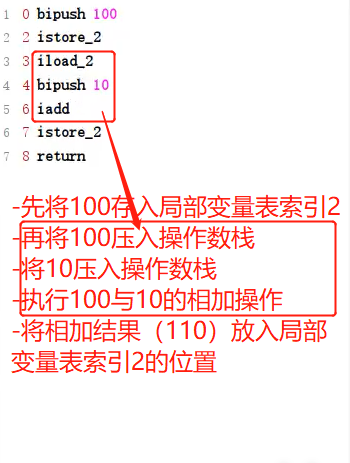 1 0 bipush 100
2 2 istore_2
3 3 iload_2
4 4 bipush 10
5 6 iadd
6 7 istore_2
7 8 return
-先将100存入局部变量表索引2
-再将100压入操作数栈
-将10压入操作数栈
-执行100与10的相加操作
-将相加结果（110）放入局部
变量表索引2的位置